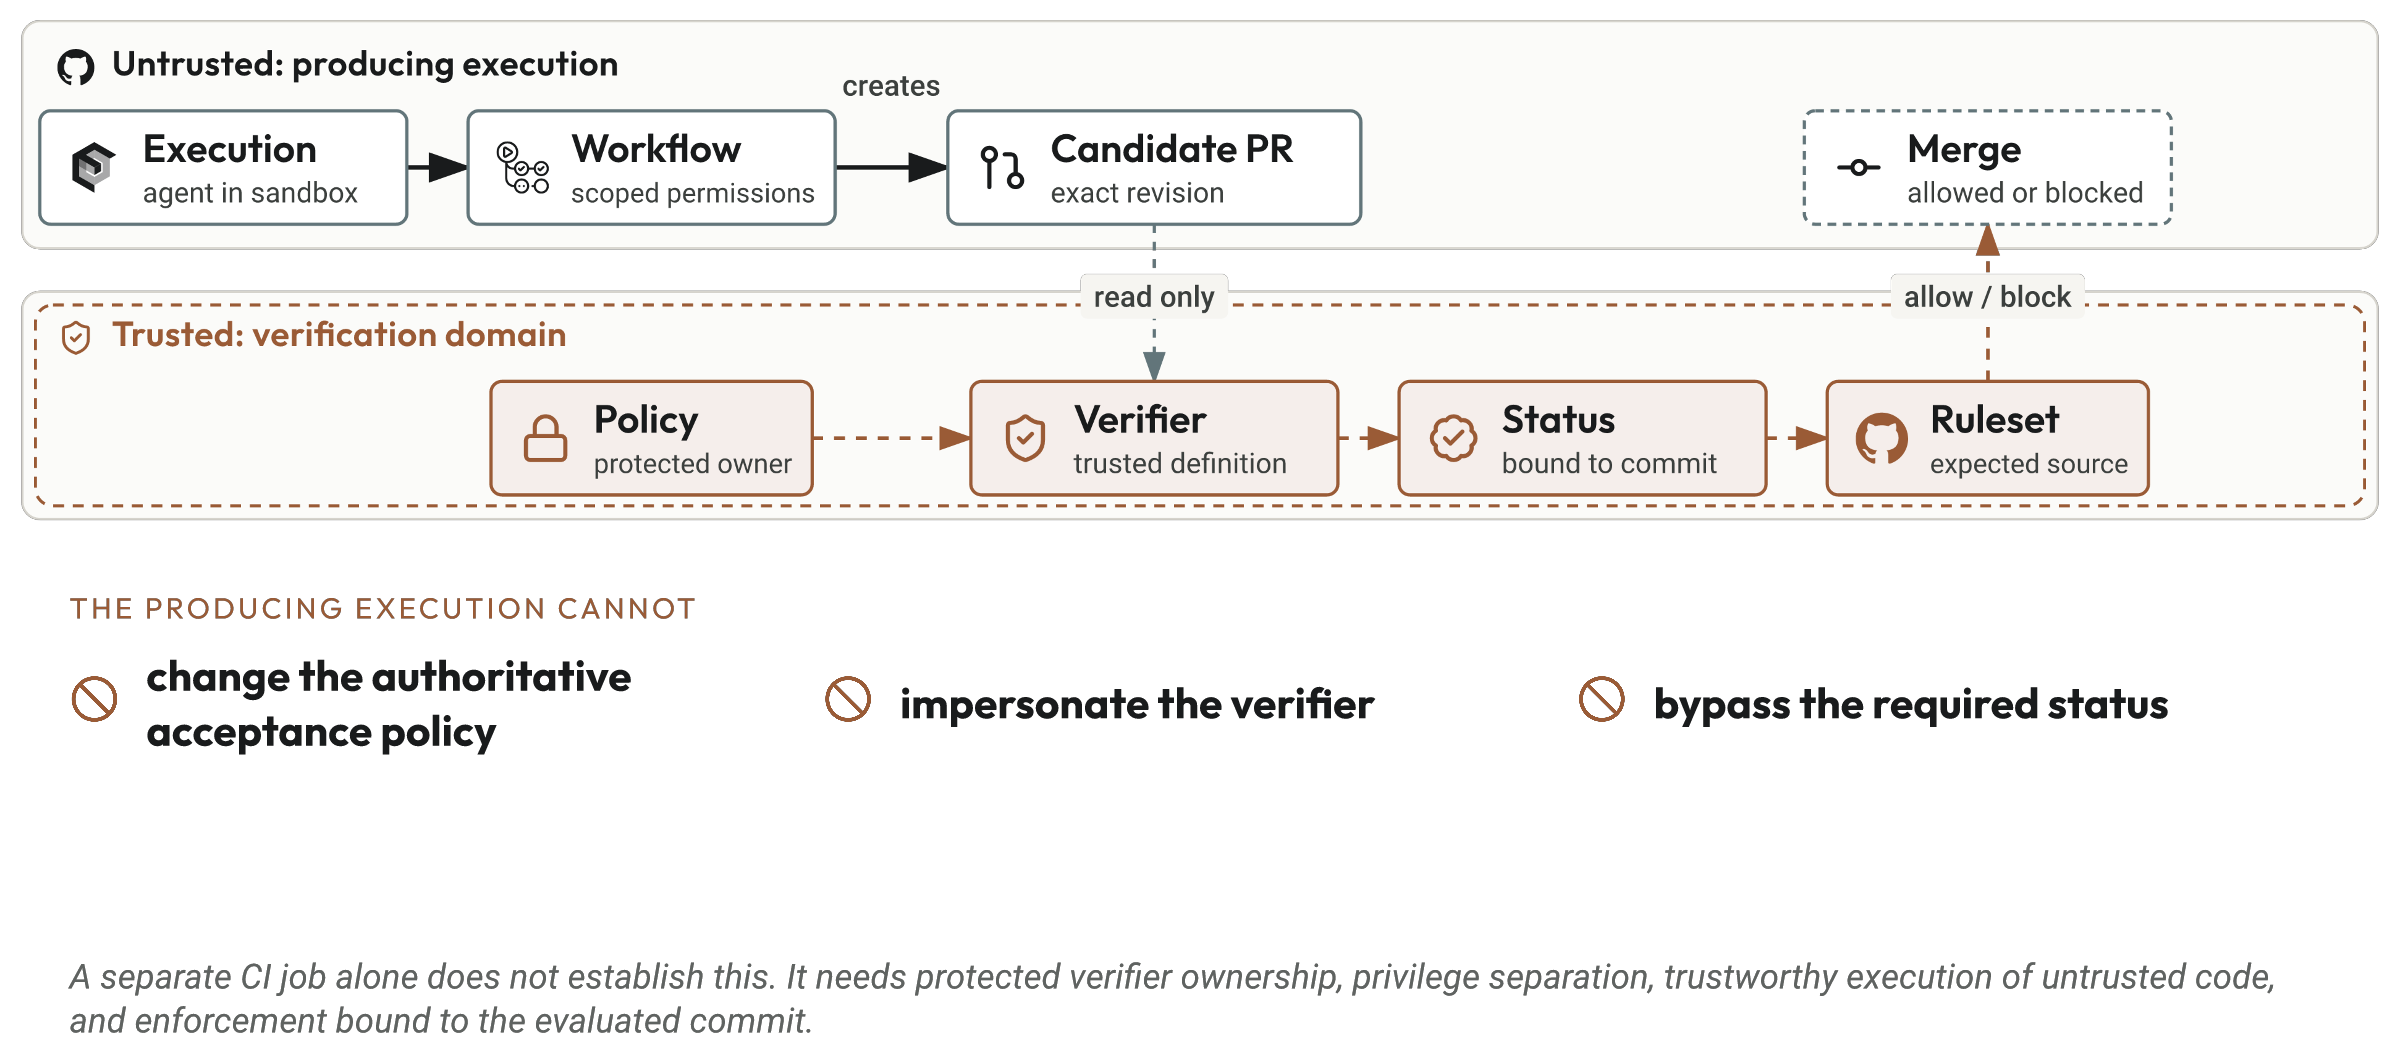 Untrusted: producing execution
creates
Execution
agent in sandbox
Workflow
scoped permissions
Candidate PR
exact revision
Merge
allowed or blocked
read only
allow / block
Trusted: verification domain
Policy
protected owner
Verifier
trusted definition
Status
bound to commit
Ruleset
expected source
THE PRODUCING EXECUTION CANNOT
change the authoritative
acceptance policy
impersonate the verifier
bypass the required status
A separate CI job alone does not establish this. It needs protected verifier ownership, privilege separation, trustworthy execution of untrusted code,
and enforcement bound to the evaluated commit.